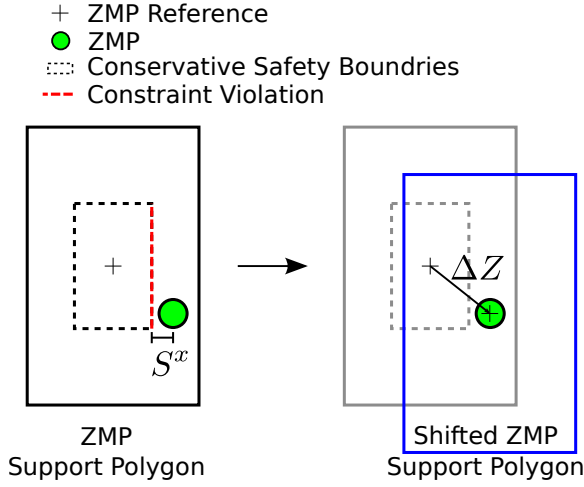 ZMP Reference
ZMP
Conservative Safety Boundries
Constraint Violation
ΔZ
S^x
ZMP
Support Polygon
Shifted ZMP
Support Polygon